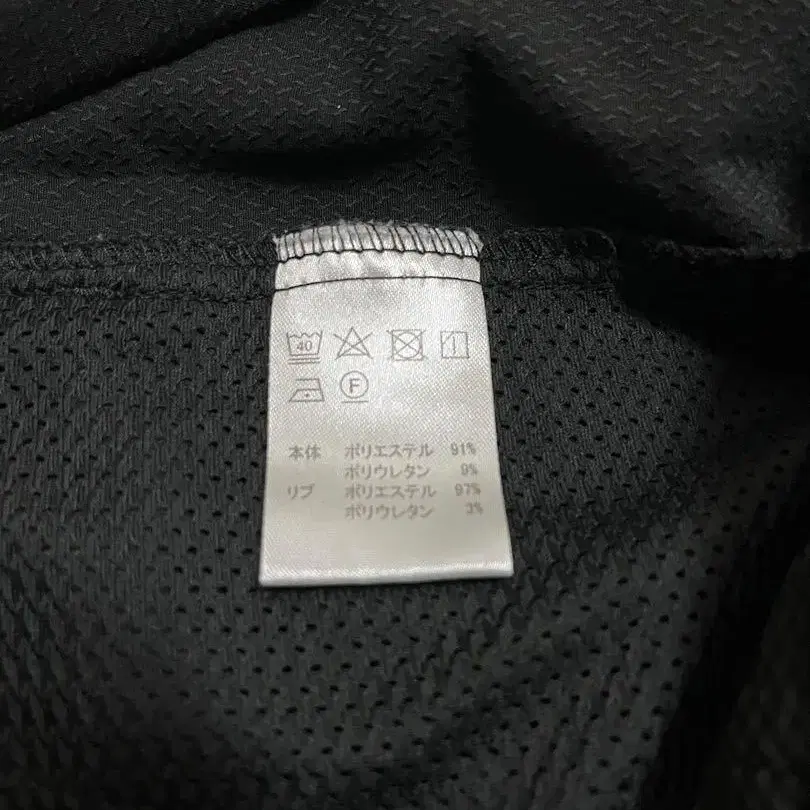 40
F
本体 ポリエステル 91%
ポリウレタン 9%
リブ ポリエステル 97%
ポリウレタン 3%